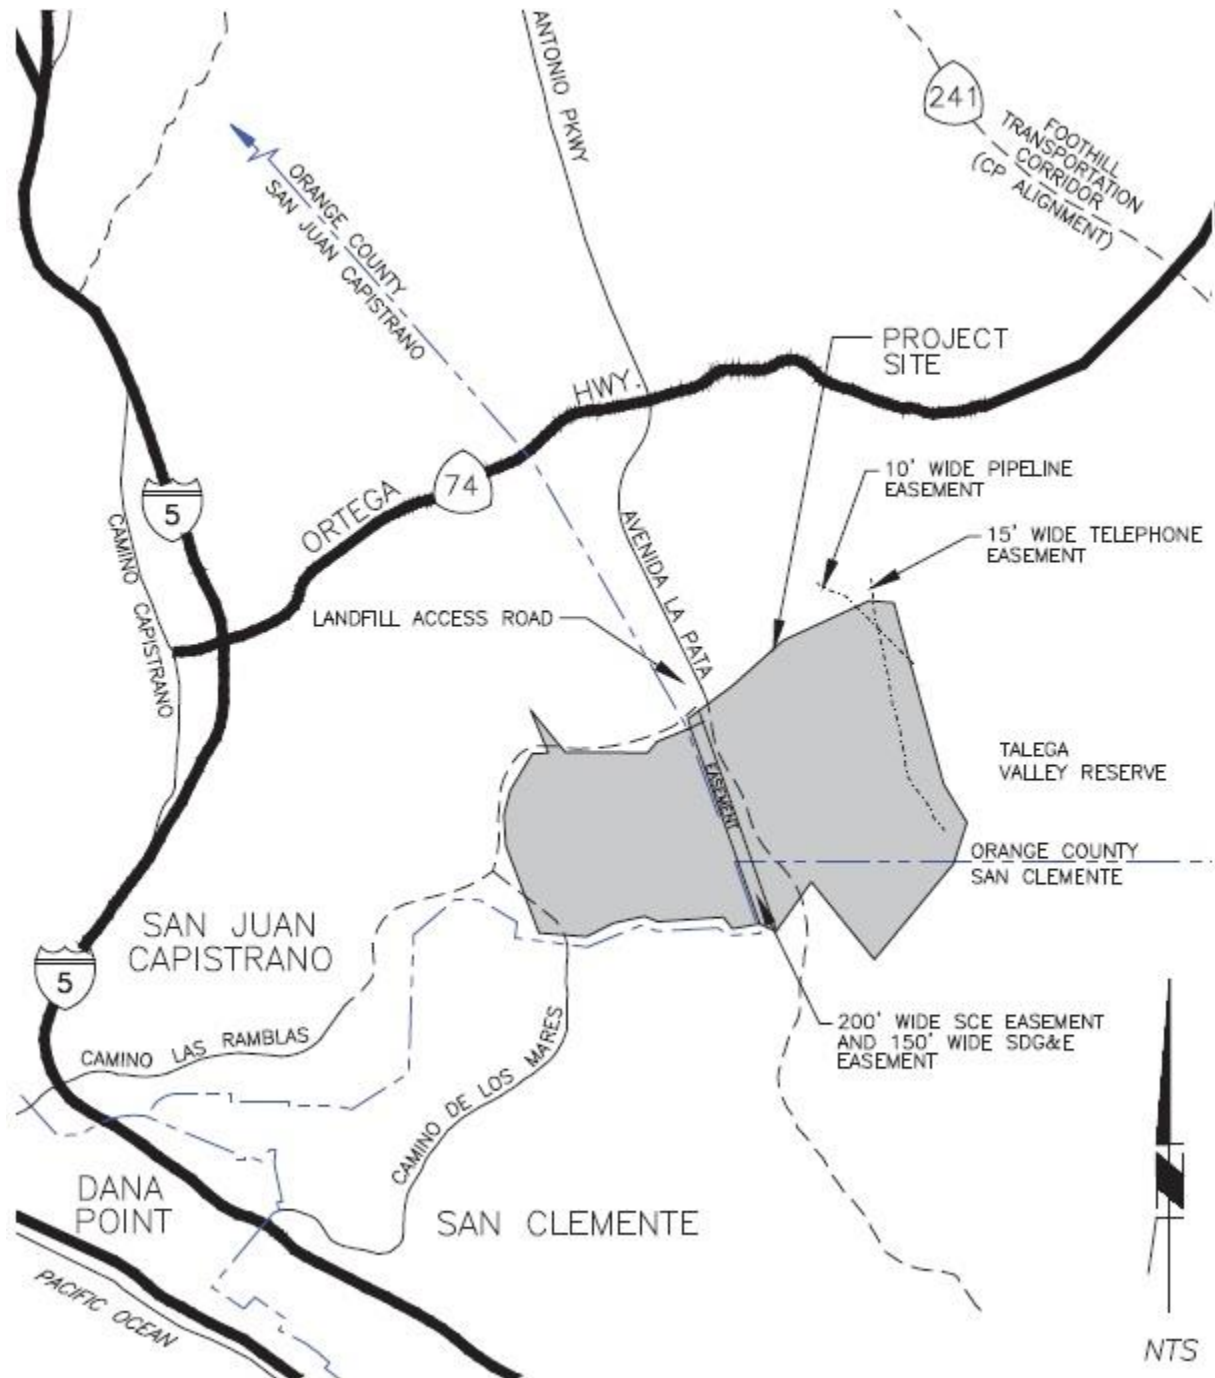 ANTONIO PKWY
241
FOOTHILL
TRANSPORTATION
CORRIDOR
(CP ALIGNMENT)
ORANGE COUNTY
SAN JUAN CAPISTRANO
PROJECT
SITE
HWY.
74
ORTEGA
10' WIDE PIPELINE
EASEMENT
5
15' WIDE TELEPHONE
EASEMENT
CAMINO CAPISTRANO
AVENIDA LA PATA
LANDFILL ACCESS ROAD
TALEGA
VALLEY RESERVE
EASEMENT
ORANGE COUNTY
SAN CLEMENTE
SAN JUAN
CAPISTRANO
5
200' WIDE SCE EASEMENT
AND 150' WIDE SDG&E
EASEMENT
CAMINO LAS RAMBLAS
CAMINO DE LOS MARES
DANA
POINT
SAN CLEMENTE
PACIFIC OCEAN
N
NTS